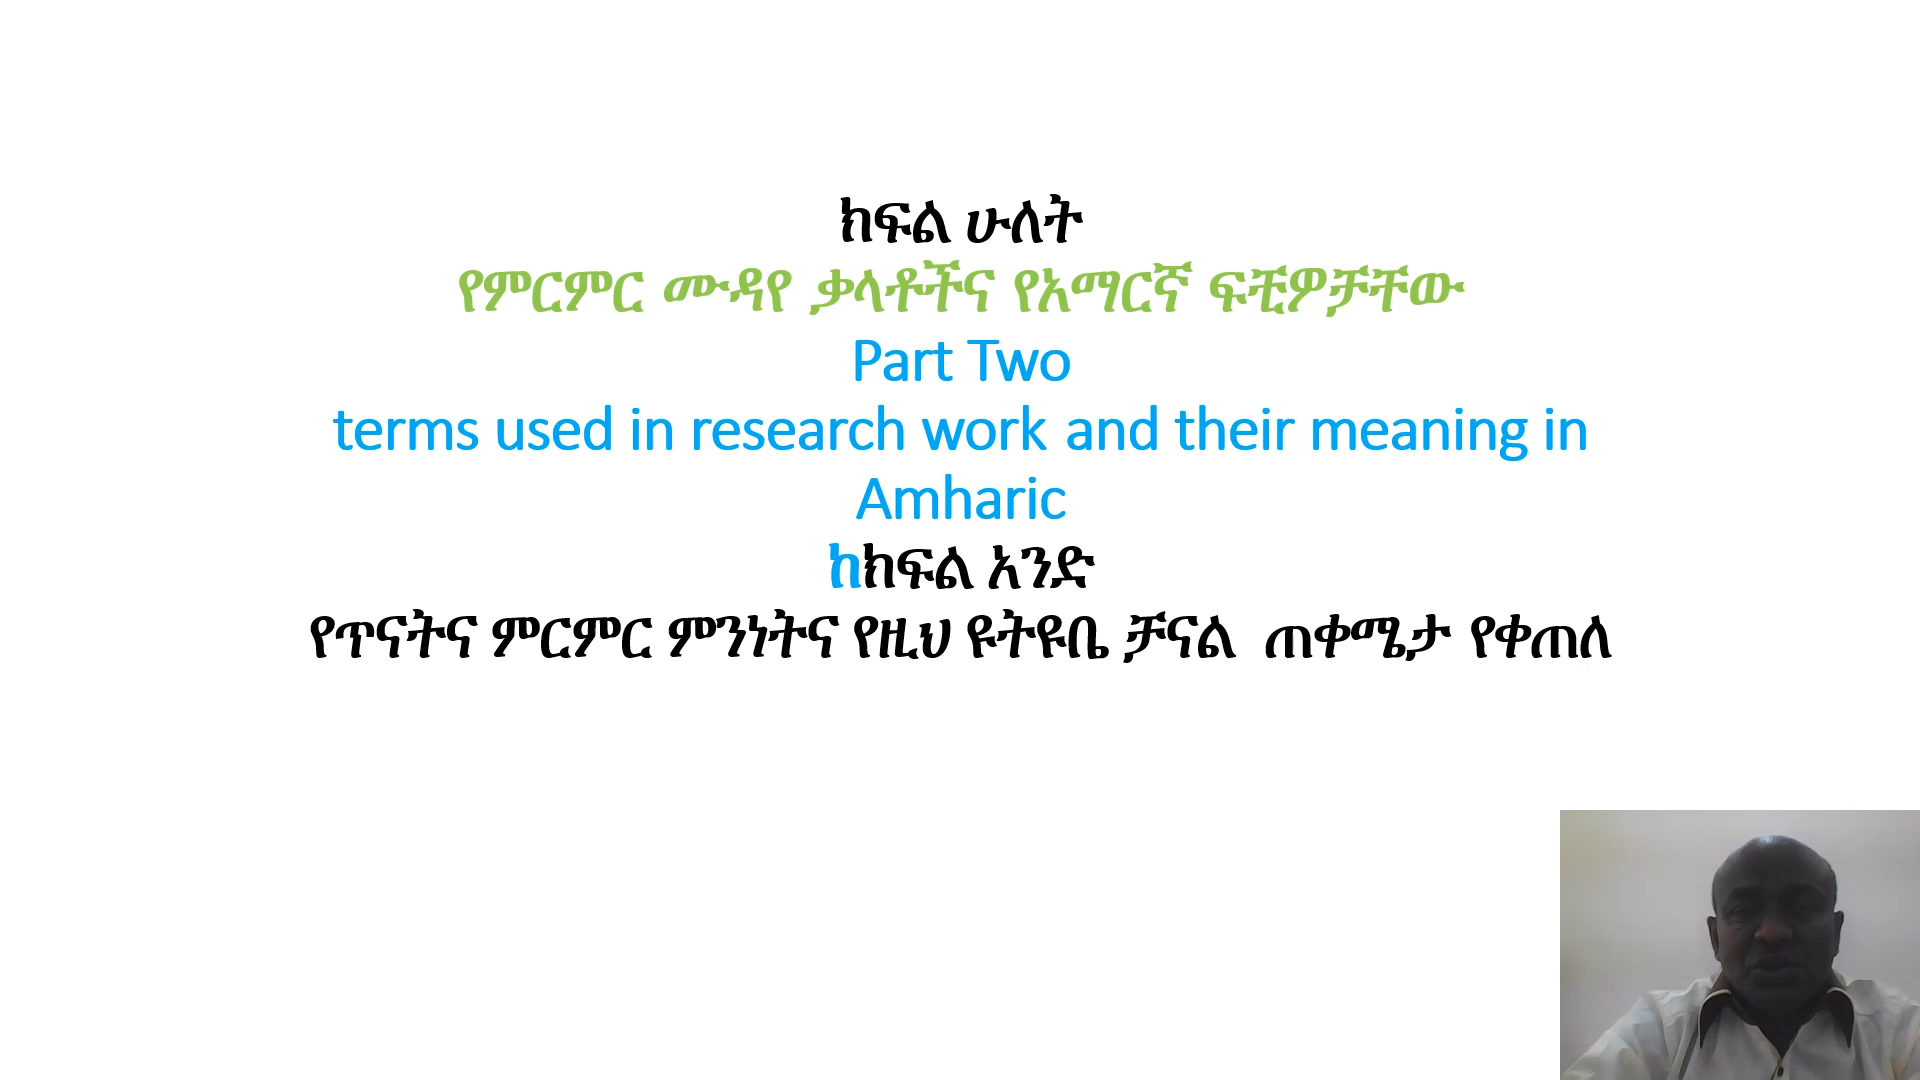 ክፍል ሁለት
የምርምር ሙዳየ ቃላቶችና የአማርኛ ፍቺዎቻቸው
Part Two
terms used in research work and their meaning in
Amharic
ከክፍል አንድ
የጥናትና ምርምር ምንነትና የዚህ ዩትዩቤ ቻናል ጠቀሜታ የቀጠለ